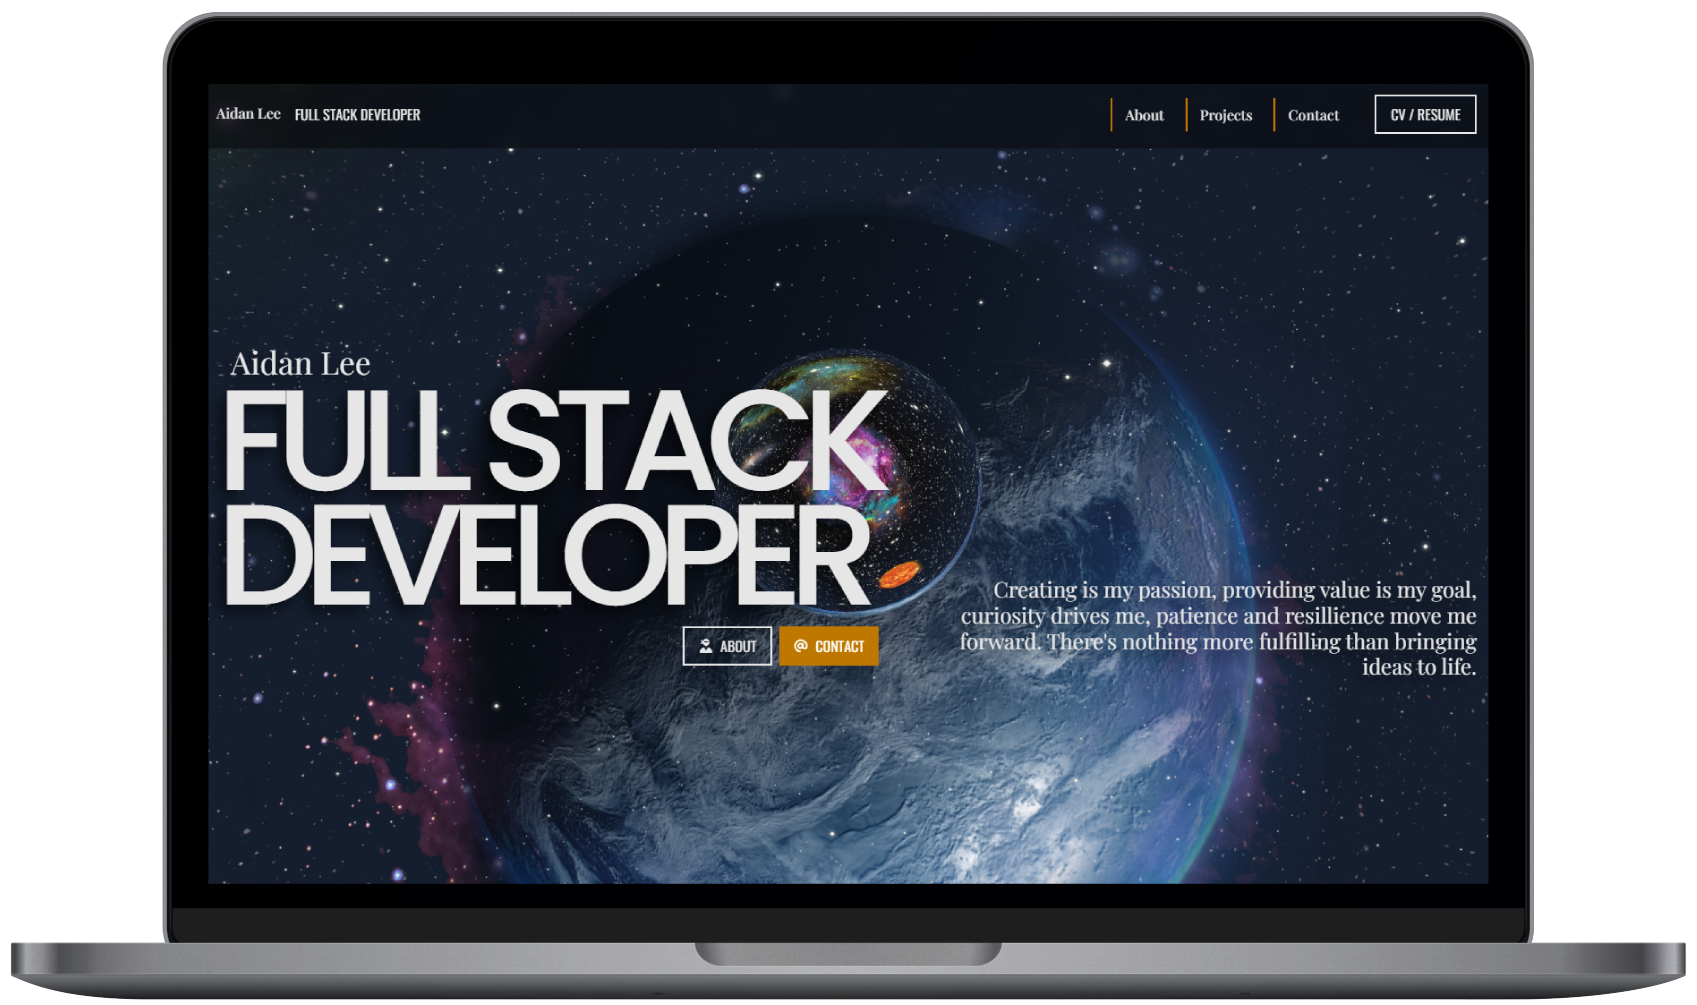 Aidan Lee FULL STACK DEVELOPER About Projects Contact CV / RESUME
Aidan Lee
FULL STACK
DEVELOPER
Creating is my passion, providing value is my goal,
curiosity drives me, patience and resillience move me
forward. There's nothing more fulfilling than bringing
ideas to life.
ABOUT CONTACT